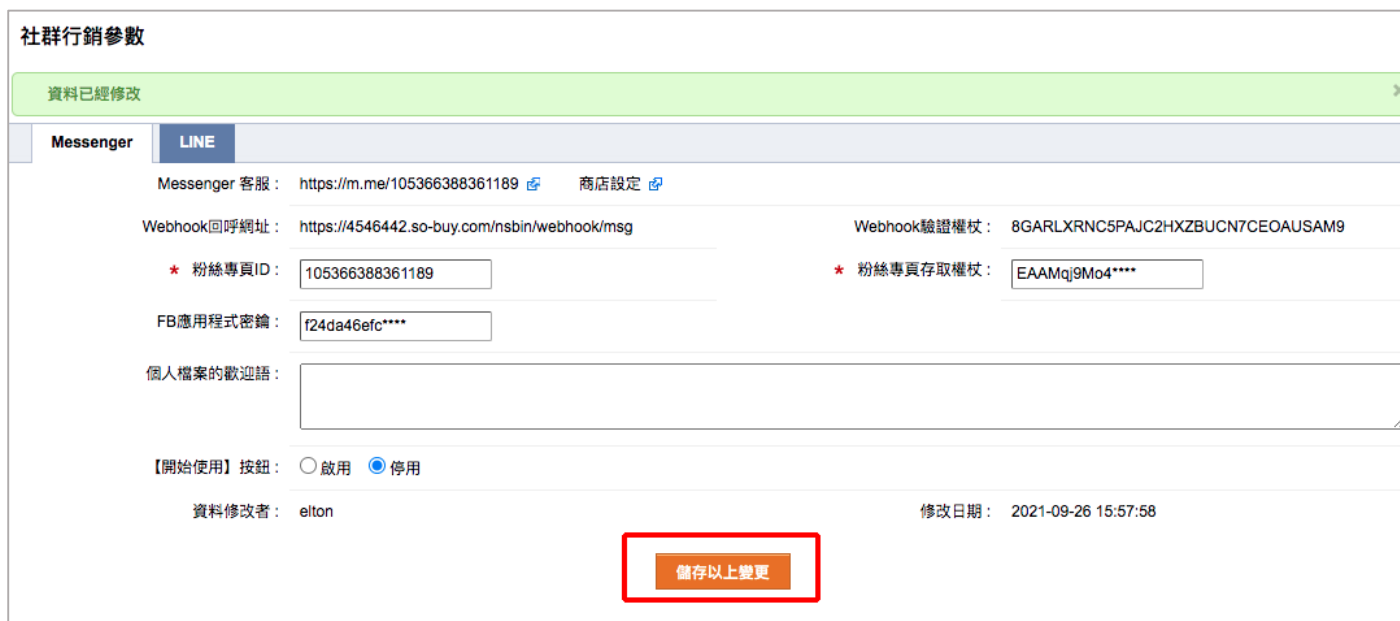 社群行銷參數
資料已經修改
Messenger LINE
Messenger 客服： https://m.me/105366388361189 商店設定
Webhook回呼網址： https://4546442.so-buy.com/nsbin/webhook/msg Webhook驗證權杖： 8GARLXRNC5PAJC2HXZBUCN7CEOAUSAM9
* 粉絲專頁ID： 105366388361189 * 粉絲專頁存取權杖： EAAMqj9Mo4****
FB應用程式密鑰： f24da46efc****
個人檔案的歡迎語：
【開始使用】按鈕： 啟用 停用
資料修改者： elton 修改日期： 2021-09-26 15:57:58
儲存以上變更